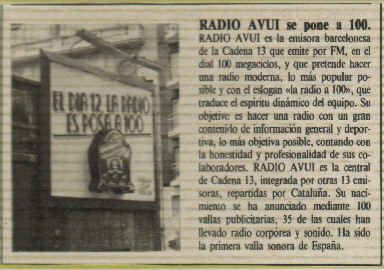 EL DIA 12 LA RADIO
ES POSA A 100
RADIO AVUI se pone a 100.
RADIO AVUI es la emisora barcelonesa
de la Cadena 13 que emite por FM, en el
dial 100 megaciclos, y que pretende hacer
una radio moderna, lo más popular po-
sible y con el eslogan «la radio a 100», que
traduce el espíritu dinámico del equipo. Su
objetivo es hacer una radio con un gran
contenido de información general y depor-
tiva, lo más objetiva posible, contando con
la honestidad y profesionalidad de sus co-
laboradores. RADIO AVUI es la central
de Cadena 13, integrada por otras 13 emi-
soras, repartidas por Cataluña. Su naci-
miento se ha anunciado mediante 100
vallas publicitarias, 35 de las cuales han
llevado radio corpórea y sonido. Ha sido
la primera valla sonora de España.